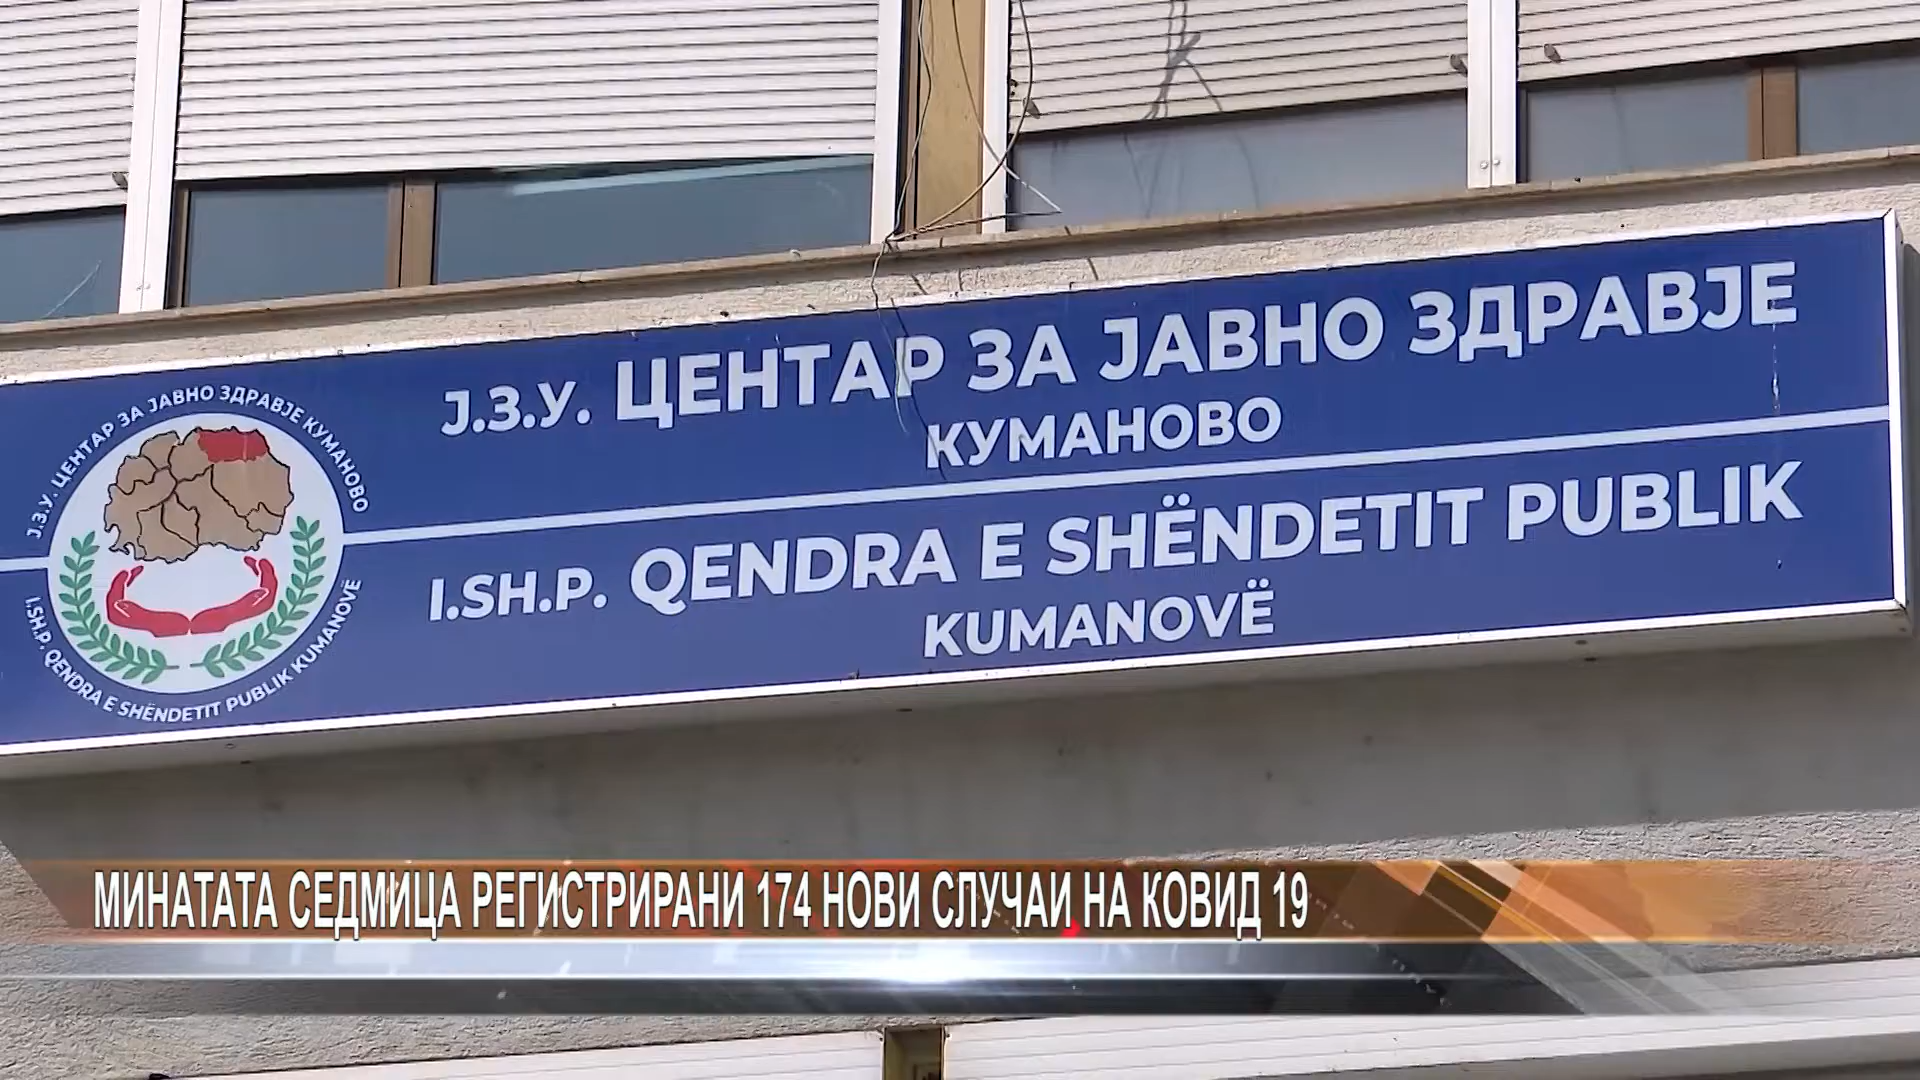 Ј.З.У. ЦЕНТАР ЗА ЈАВНО ЗДРАВЈЕ
КУМАНОВО
I.SH.P. QENDRA E SHËNDETIT PUBLIK
KUMANOVË
Ј.З.У. ЦЕНТАР ЗА ЈАВНО ЗДРАВЈЕ КУМАНОВО
I.SH.P. QENDRA E SHËNDETIT PUBLIK KUMANOVË
МИНАТАТА СЕДМИЦА РЕГИСТРИРАНИ 174 НОВИ СЛУЧАИ НА КОВИД 19